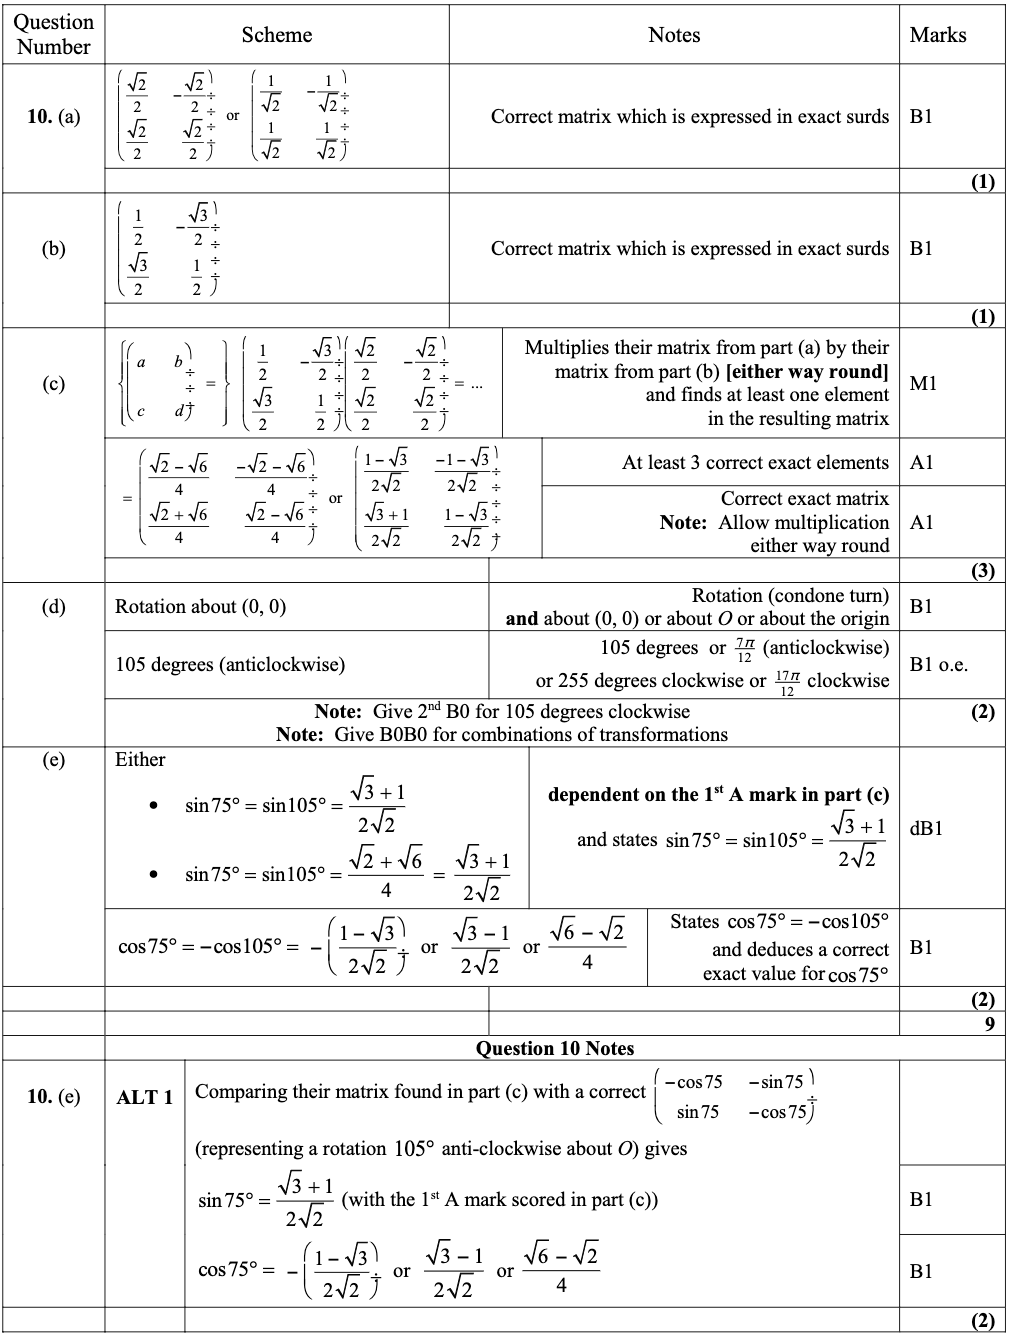 Question Number Scheme Notes Marks
10. (a) $\begin{pmatrix} \frac{\sqrt{2}}{2} & -\frac{\sqrt{2}}{2} \\ \frac{\sqrt{2}}{2} & \frac{\sqrt{2}}{2} \end{pmatrix}$ or $\begin{pmatrix} \frac{1}{\sqrt{2}} & -\frac{1}{\sqrt{2}} \\ \frac{1}{\sqrt{2}} & \frac{1}{\sqrt{2}} \end{pmatrix}$ Correct matrix which is expressed in exact surds B1
(1)
(b) $\begin{pmatrix} \frac{1}{2} & -\frac{\sqrt{3}}{2} \\ \frac{\sqrt{3}}{2} & \frac{1}{2} \end{pmatrix}$ Correct matrix which is expressed in exact surds B1
(1)
(c) $\left\{ \begin{pmatrix} a & b \\ c & d \end{pmatrix} = \right\} \begin{pmatrix} \frac{1}{2} & -\frac{\sqrt{3}}{2} \\ \frac{\sqrt{3}}{2} & \frac{1}{2} \end{pmatrix} \begin{pmatrix} \frac{\sqrt{2}}{2} & -\frac{\sqrt{2}}{2} \\ \frac{\sqrt{2}}{2} & \frac{\sqrt{2}}{2} \end{pmatrix} = ...$
Multiplies their matrix from part (a) by their
matrix from part (b) [either way round]
and finds at least one element
in the resulting matrix
M1
$= \begin{pmatrix} \frac{\sqrt{2}-\sqrt{6}}{4} & \frac{-\sqrt{2}-\sqrt{6}}{4} \\ \frac{\sqrt{2}+\sqrt{6}}{4} & \frac{\sqrt{2}-\sqrt{6}}{4} \end{pmatrix}$ or $\begin{pmatrix} \frac{1-\sqrt{3}}{2\sqrt{2}} & \frac{-1-\sqrt{3}}{2\sqrt{2}} \\ \frac{\sqrt{3}+1}{2\sqrt{2}} & \frac{1-\sqrt{3}}{2\sqrt{2}} \end{pmatrix}$
At least 3 correct exact elements A1
Correct exact matrix
Note: Allow multiplication
either way round
A1
(3)
(d) Rotation about (0, 0)
Rotation (condone turn)
and about (0, 0) or about O or about the origin
B1
105 degrees (anticlockwise)
105 degrees or $\frac{7\pi}{12}$ (anticlockwise)
or 255 degrees clockwise or $\frac{17\pi}{12}$ clockwise
B1 o.e.
Note: Give 2nd B0 for 105 degrees clockwise
Note: Give B0B0 for combinations of transformations
(2)
(e) Either
• $\sin 75° = \sin 105° = \frac{\sqrt{3}+1}{2\sqrt{2}}$
• $\sin 75° = \sin 105° = \frac{\sqrt{2}+\sqrt{6}}{4} = \frac{\sqrt{3}+1}{2\sqrt{2}}$
dependent on the 1st A mark in part (c)
and states $\sin 75° = \sin 105° = \frac{\sqrt{3}+1}{2\sqrt{2}}$
dB1
$\cos 75° = -\cos 105° = -\left(\frac{1-\sqrt{3}}{2\sqrt{2}}\right)$ or $\frac{\sqrt{3}-1}{2\sqrt{2}}$ or $\frac{\sqrt{6}-\sqrt{2}}{4}$
States cos75° = −cos105°
and deduces a correct
exact value for cos 75°
B1
(2)
9
Question 10 Notes
10. (e) ALT 1 Comparing their matrix found in part (c) with a correct $\begin{pmatrix} -\cos 75 & -\sin 75 \\ \sin 75 & -\cos 75 \end{pmatrix}$
(representing a rotation 105° anti-clockwise about O) gives
$\sin 75° = \frac{\sqrt{3}+1}{2\sqrt{2}}$ (with the 1st A mark scored in part (c)) B1
$\cos 75° = -\left(\frac{1-\sqrt{3}}{2\sqrt{2}}\right)$ or $\frac{\sqrt{3}-1}{2\sqrt{2}}$ or $\frac{\sqrt{6}-\sqrt{2}}{4}$ B1
(2)